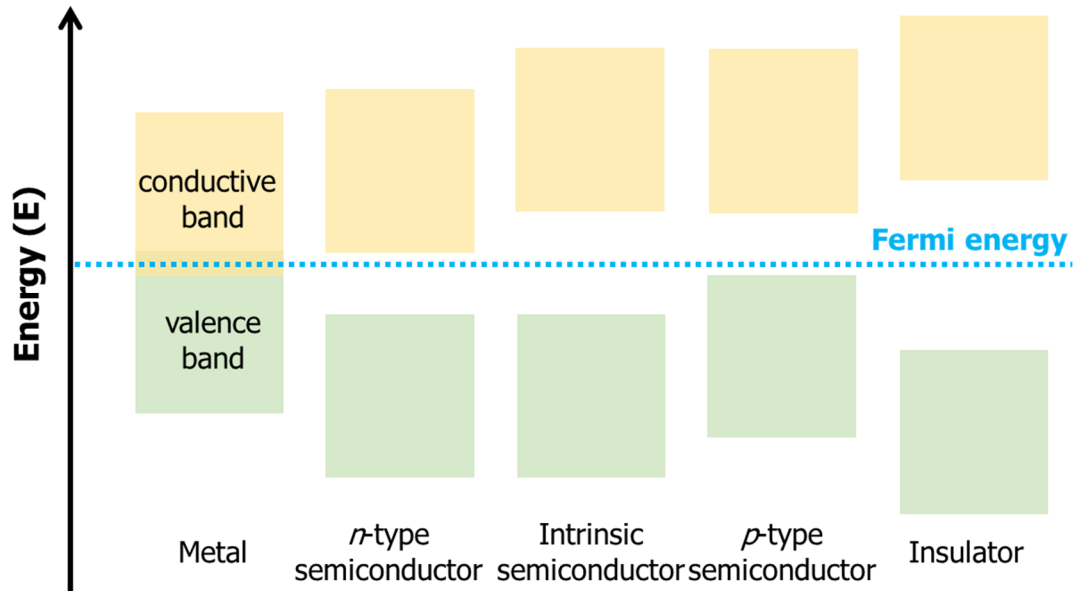 Energy (E)
conductive
band
valence
band
Fermi energy
Metal
n-type
semiconductor
Intrinsic
semiconductor
p-type
semiconductor
Insulator